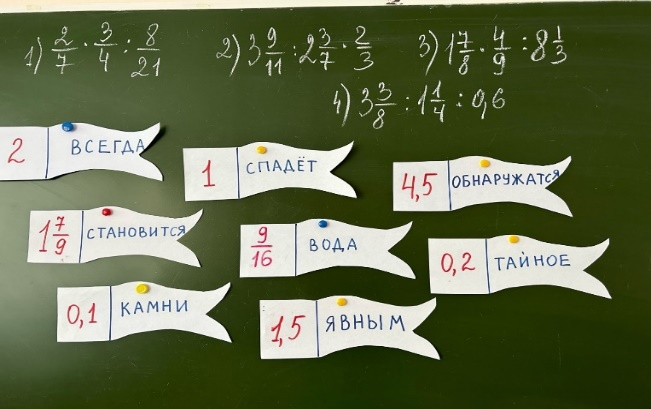 1) 2/7 · 3/4 : 8/21 2) 3 9/11 : 2 3/7 · 2/3 3) 1 7/8 · 4/9 : 8 1/3
4) 3 3/8 : 1 1/4 : 0,6
2 ВСЕГДА
1 СПАДЁТ
4,5 ОБНАРУЖАТСЯ
1 7/9 СТАНОВИТСЯ
9/16 ВОДА
0,2 ТАЙНОЕ
0,1 КАМНИ
1,5 ЯВНЫМ